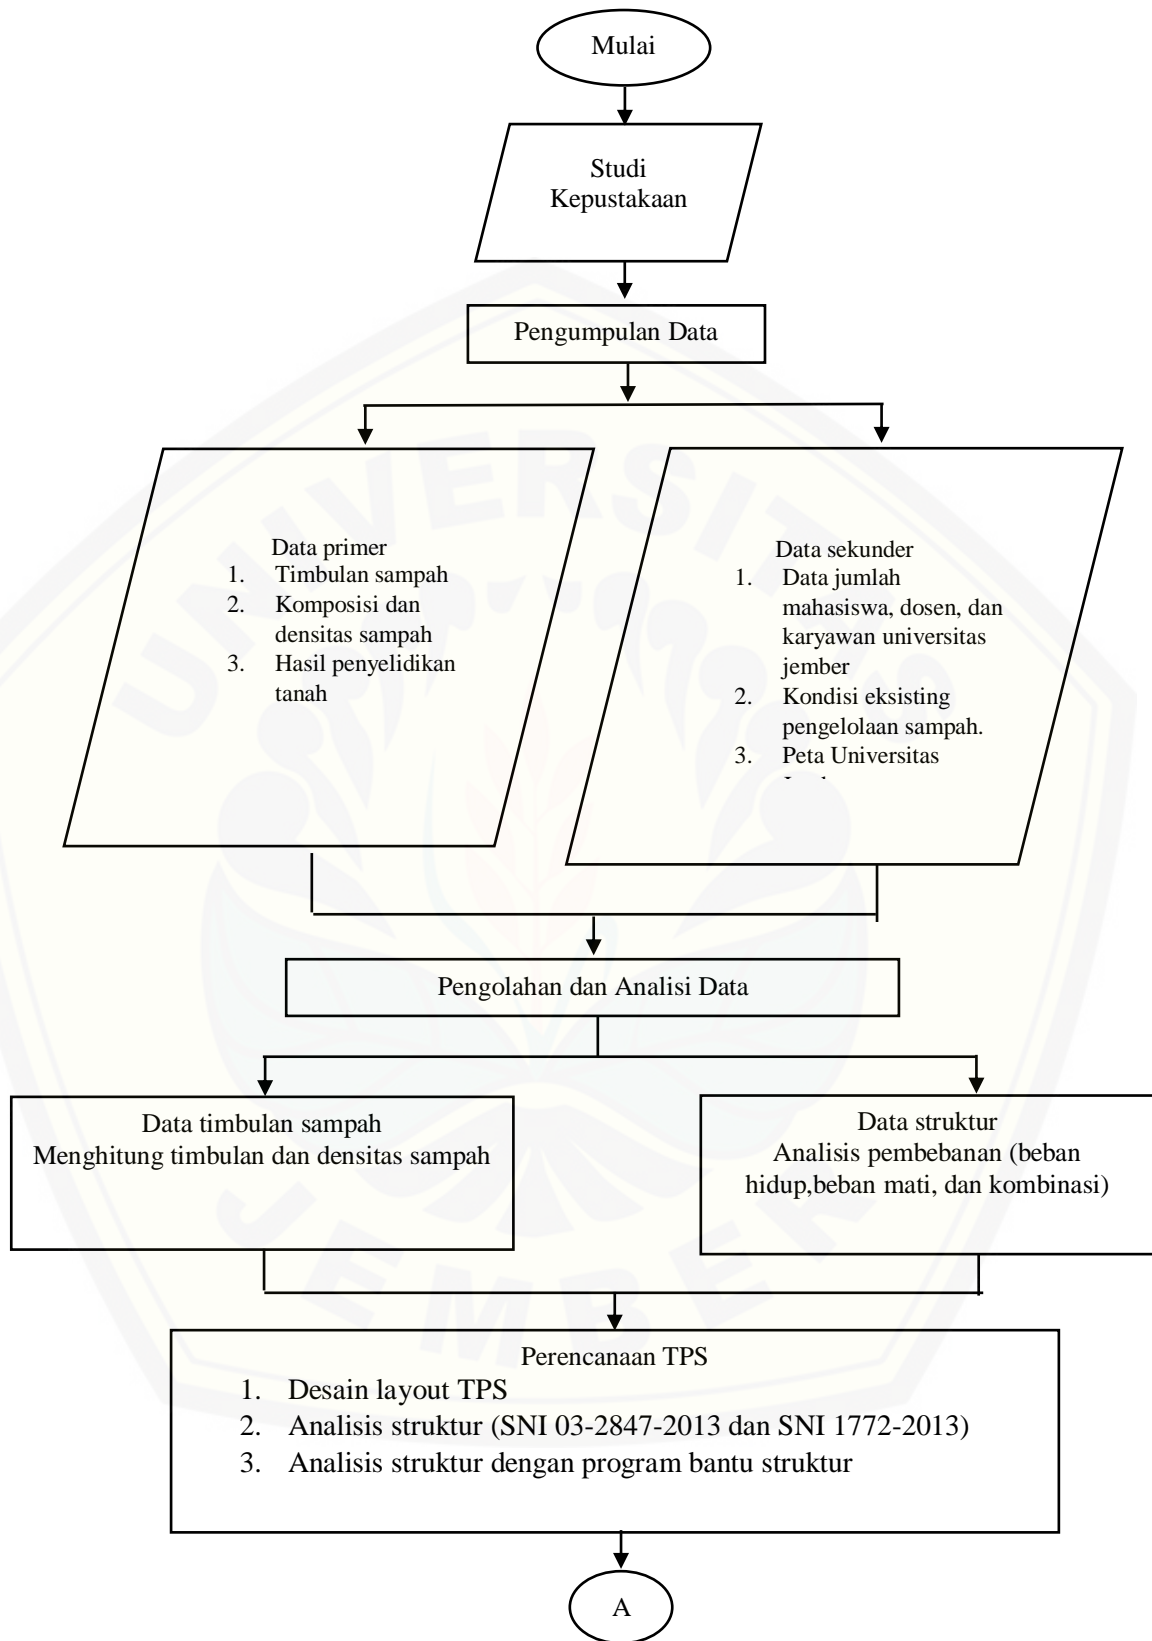 Mulai
Studi
Kepustakaan
Pengumpulan Data
Data primer
1. Timbulan sampah
2. Komposisi dan
densitas sampah
3. Hasil penyelidikan
tanah
Data sekunder
1. Data jumlah
mahasiswa, dosen, dan
karyawan universitas
jember
2. Kondisi eksisting
pengelolaan sampah.
3. Peta Universitas
Pengolahan dan Analisi Data
Data timbulan sampah
Menghitung timbulan dan densitas sampah
Data struktur
Analisis pembebanan (beban
hidup,beban mati, dan kombinasi)
Perencanaan TPS
1. Desain layout TPS
2. Analisis struktur (SNI 03-2847-2013 dan SNI 1772-2013)
3. Analisis struktur dengan program bantu struktur
A
UNIVERSITAS
JEMBER